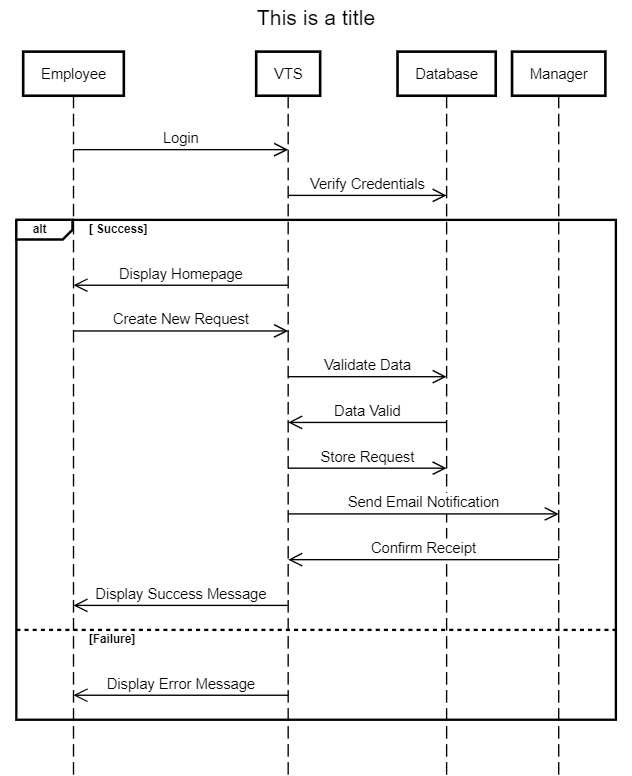 This is a title
Employee VTS Database Manager
Login
Verify Credentials
alt [ Success]
Display Homepage
Create New Request
Validate Data
Data Valid
Store Request
Send Email Notification
Confirm Receipt
Display Success Message
[Failure]
Display Error Message